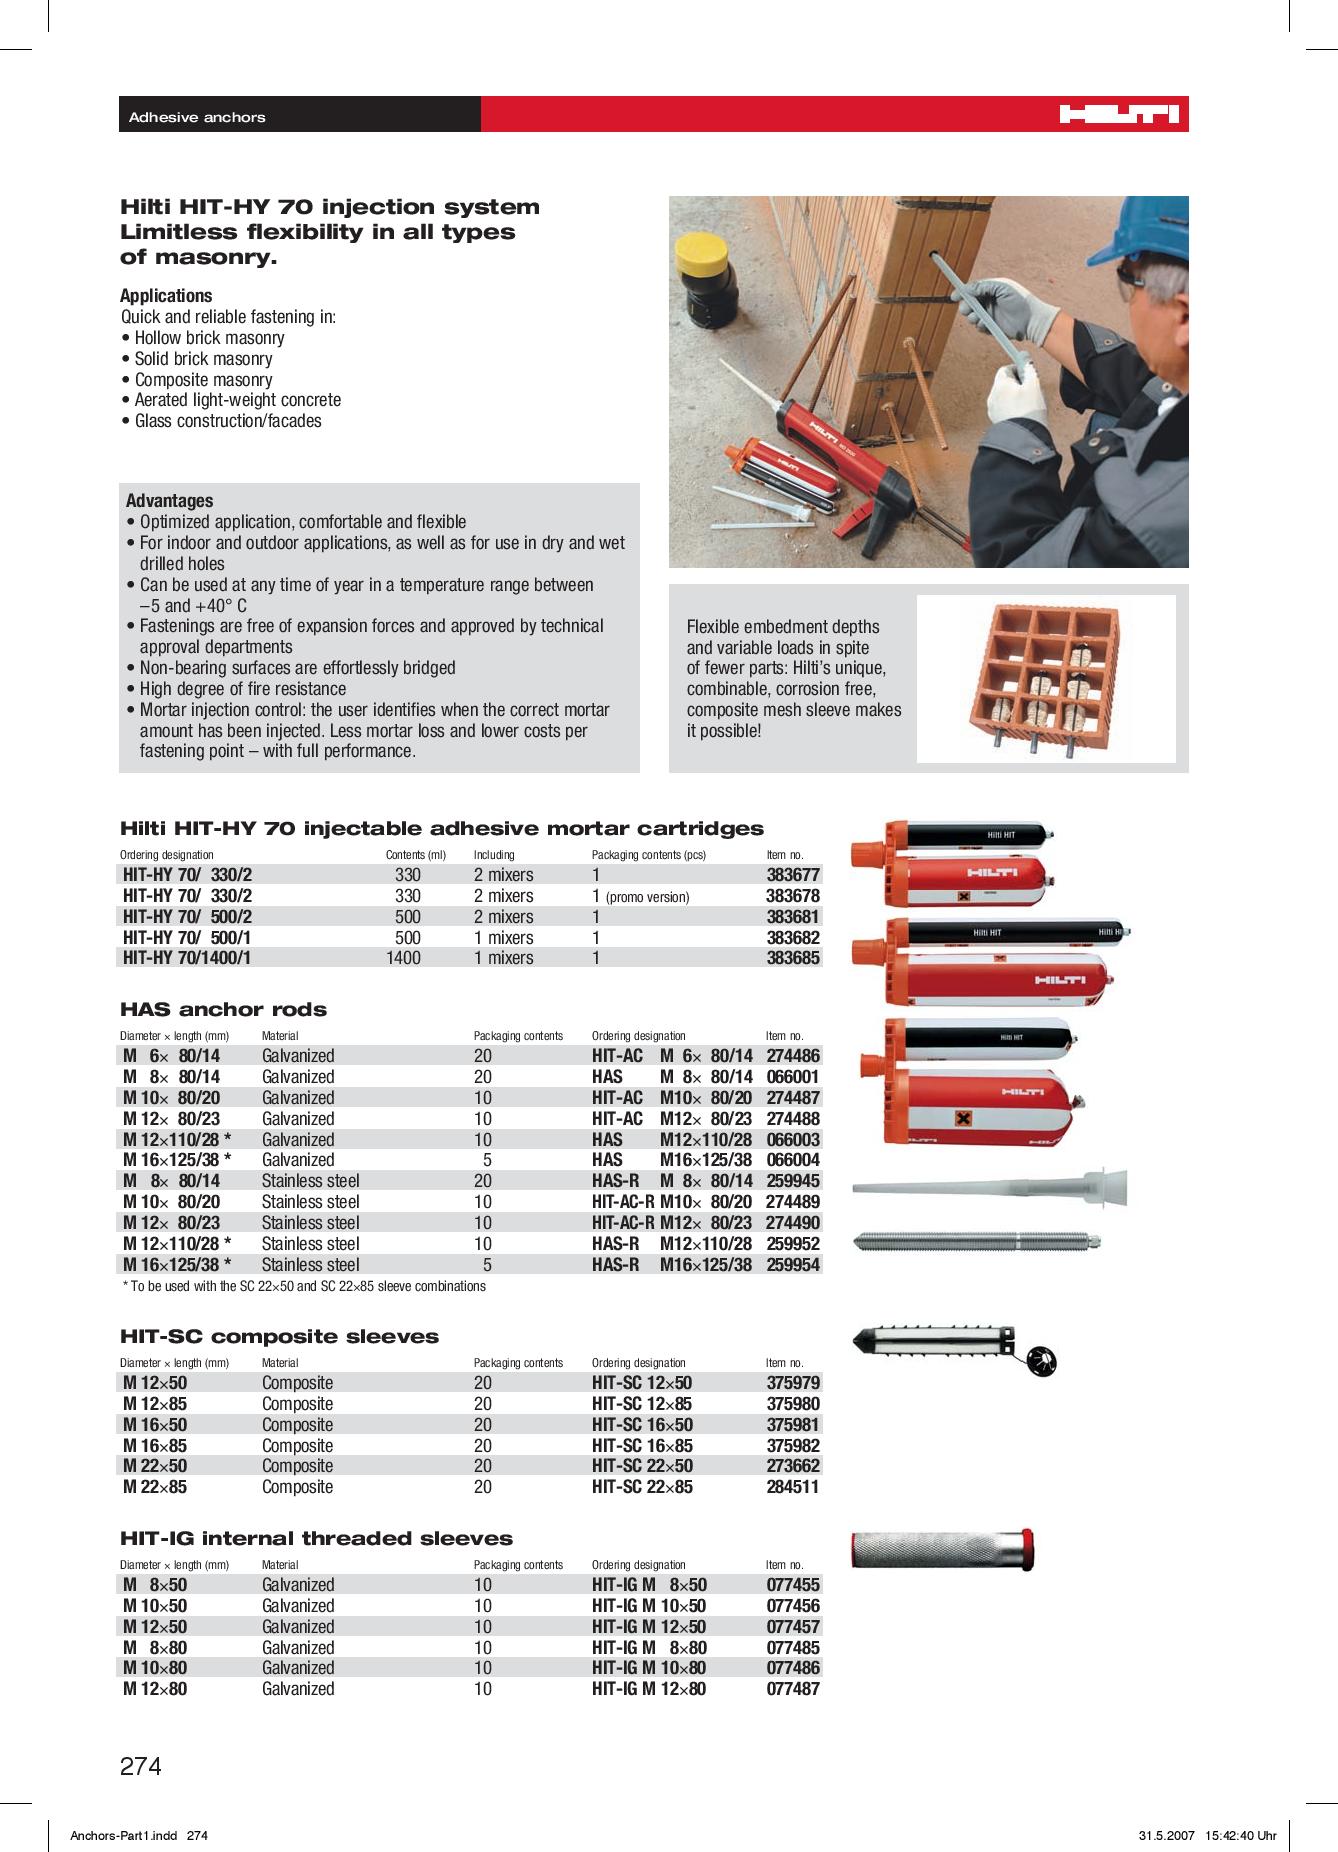 Adhesive anchors
HILTI
Hilti HIT-HY 70 injection system
Limitless flexibility in all types
of masonry.
Applications
Quick and reliable fastening in:
• Hollow brick masonry
• Solid brick masonry
• Composite masonry
• Aerated light-weight concrete
• Glass construction/facades
Advantages
• Optimized application, comfortable and flexible
• For indoor and outdoor applications, as well as for use in dry and wet
drilled holes
• Can be used at any time of year in a temperature range between
–5 and +40° C
• Fastenings are free of expansion forces and approved by technical
approval departments
• Non-bearing surfaces are effortlessly bridged
• High degree of fire resistance
• Mortar injection control: the user identifies when the correct mortar
amount has been injected. Less mortar loss and lower costs per
fastening point – with full performance.
HILTI
HILTI
Flexible embedment depths
and variable loads in spite
of fewer parts: Hilti's unique,
combinable, corrosion free,
composite mesh sleeve makes
it possible!
Hilti HIT-HY 70 injectable adhesive mortar cartridges
Ordering designation Contents (ml) Including Packaging contents (pcs) Item no.
HIT-HY 70/ 330/2 330 2 mixers 1 383677
HIT-HY 70/ 330/2 330 2 mixers 1 (promo version) 383678
HIT-HY 70/ 500/2 500 2 mixers 1 383681
HIT-HY 70/ 500/1 500 1 mixers 1 383682
HIT-HY 70/1400/1 1400 1 mixers 1 383685
Hilti HIT
HILTI
Hilti HIT
Hilti HI
HILTI
Hilti HIT
HILTI
HAS anchor rods
Diameter × length (mm) Material Packaging contents Ordering designation Item no.
M 6× 80/14 Galvanized 20 HIT-AC M 6× 80/14 274486
M 8× 80/14 Galvanized 20 HAS M 8× 80/14 066001
M 10× 80/20 Galvanized 10 HIT-AC M10× 80/20 274487
M 12× 80/23 Galvanized 10 HIT-AC M12× 80/23 274488
M 12×110/28 * Galvanized 10 HAS M12×110/28 066003
M 16×125/38 * Galvanized 5 HAS M16×125/38 066004
M 8× 80/14 Stainless steel 20 HAS-R M 8× 80/14 259945
M 10× 80/20 Stainless steel 10 HIT-AC-R M10× 80/20 274489
M 12× 80/23 Stainless steel 10 HIT-AC-R M12× 80/23 274490
M 12×110/28 * Stainless steel 10 HAS-R M12×110/28 259952
M 16×125/38 * Stainless steel 5 HAS-R M16×125/38 259954
* To be used with the SC 22×50 and SC 22×85 sleeve combinations
HIT-SC composite sleeves
Diameter × length (mm) Material Packaging contents Ordering designation Item no.
M 12×50 Composite 20 HIT-SC 12×50 375979
M 12×85 Composite 20 HIT-SC 12×85 375980
M 16×50 Composite 20 HIT-SC 16×50 375981
M 16×85 Composite 20 HIT-SC 16×85 375982
M 22×50 Composite 20 HIT-SC 22×50 273662
M 22×85 Composite 20 HIT-SC 22×85 284511
HIT-IG internal threaded sleeves
Diameter × length (mm) Material Packaging contents Ordering designation Item no.
M 8×50 Galvanized 10 HIT-IG M 8×50 077455
M 10×50 Galvanized 10 HIT-IG M 10×50 077456
M 12×50 Galvanized 10 HIT-IG M 12×50 077457
M 8×80 Galvanized 10 HIT-IG M 8×80 077485
M 10×80 Galvanized 10 HIT-IG M 10×80 077486
M 12×80 Galvanized 10 HIT-IG M 12×80 077487
274
Anchors-Part1.indd 274 31.5.2007 15:42:40 Uhr